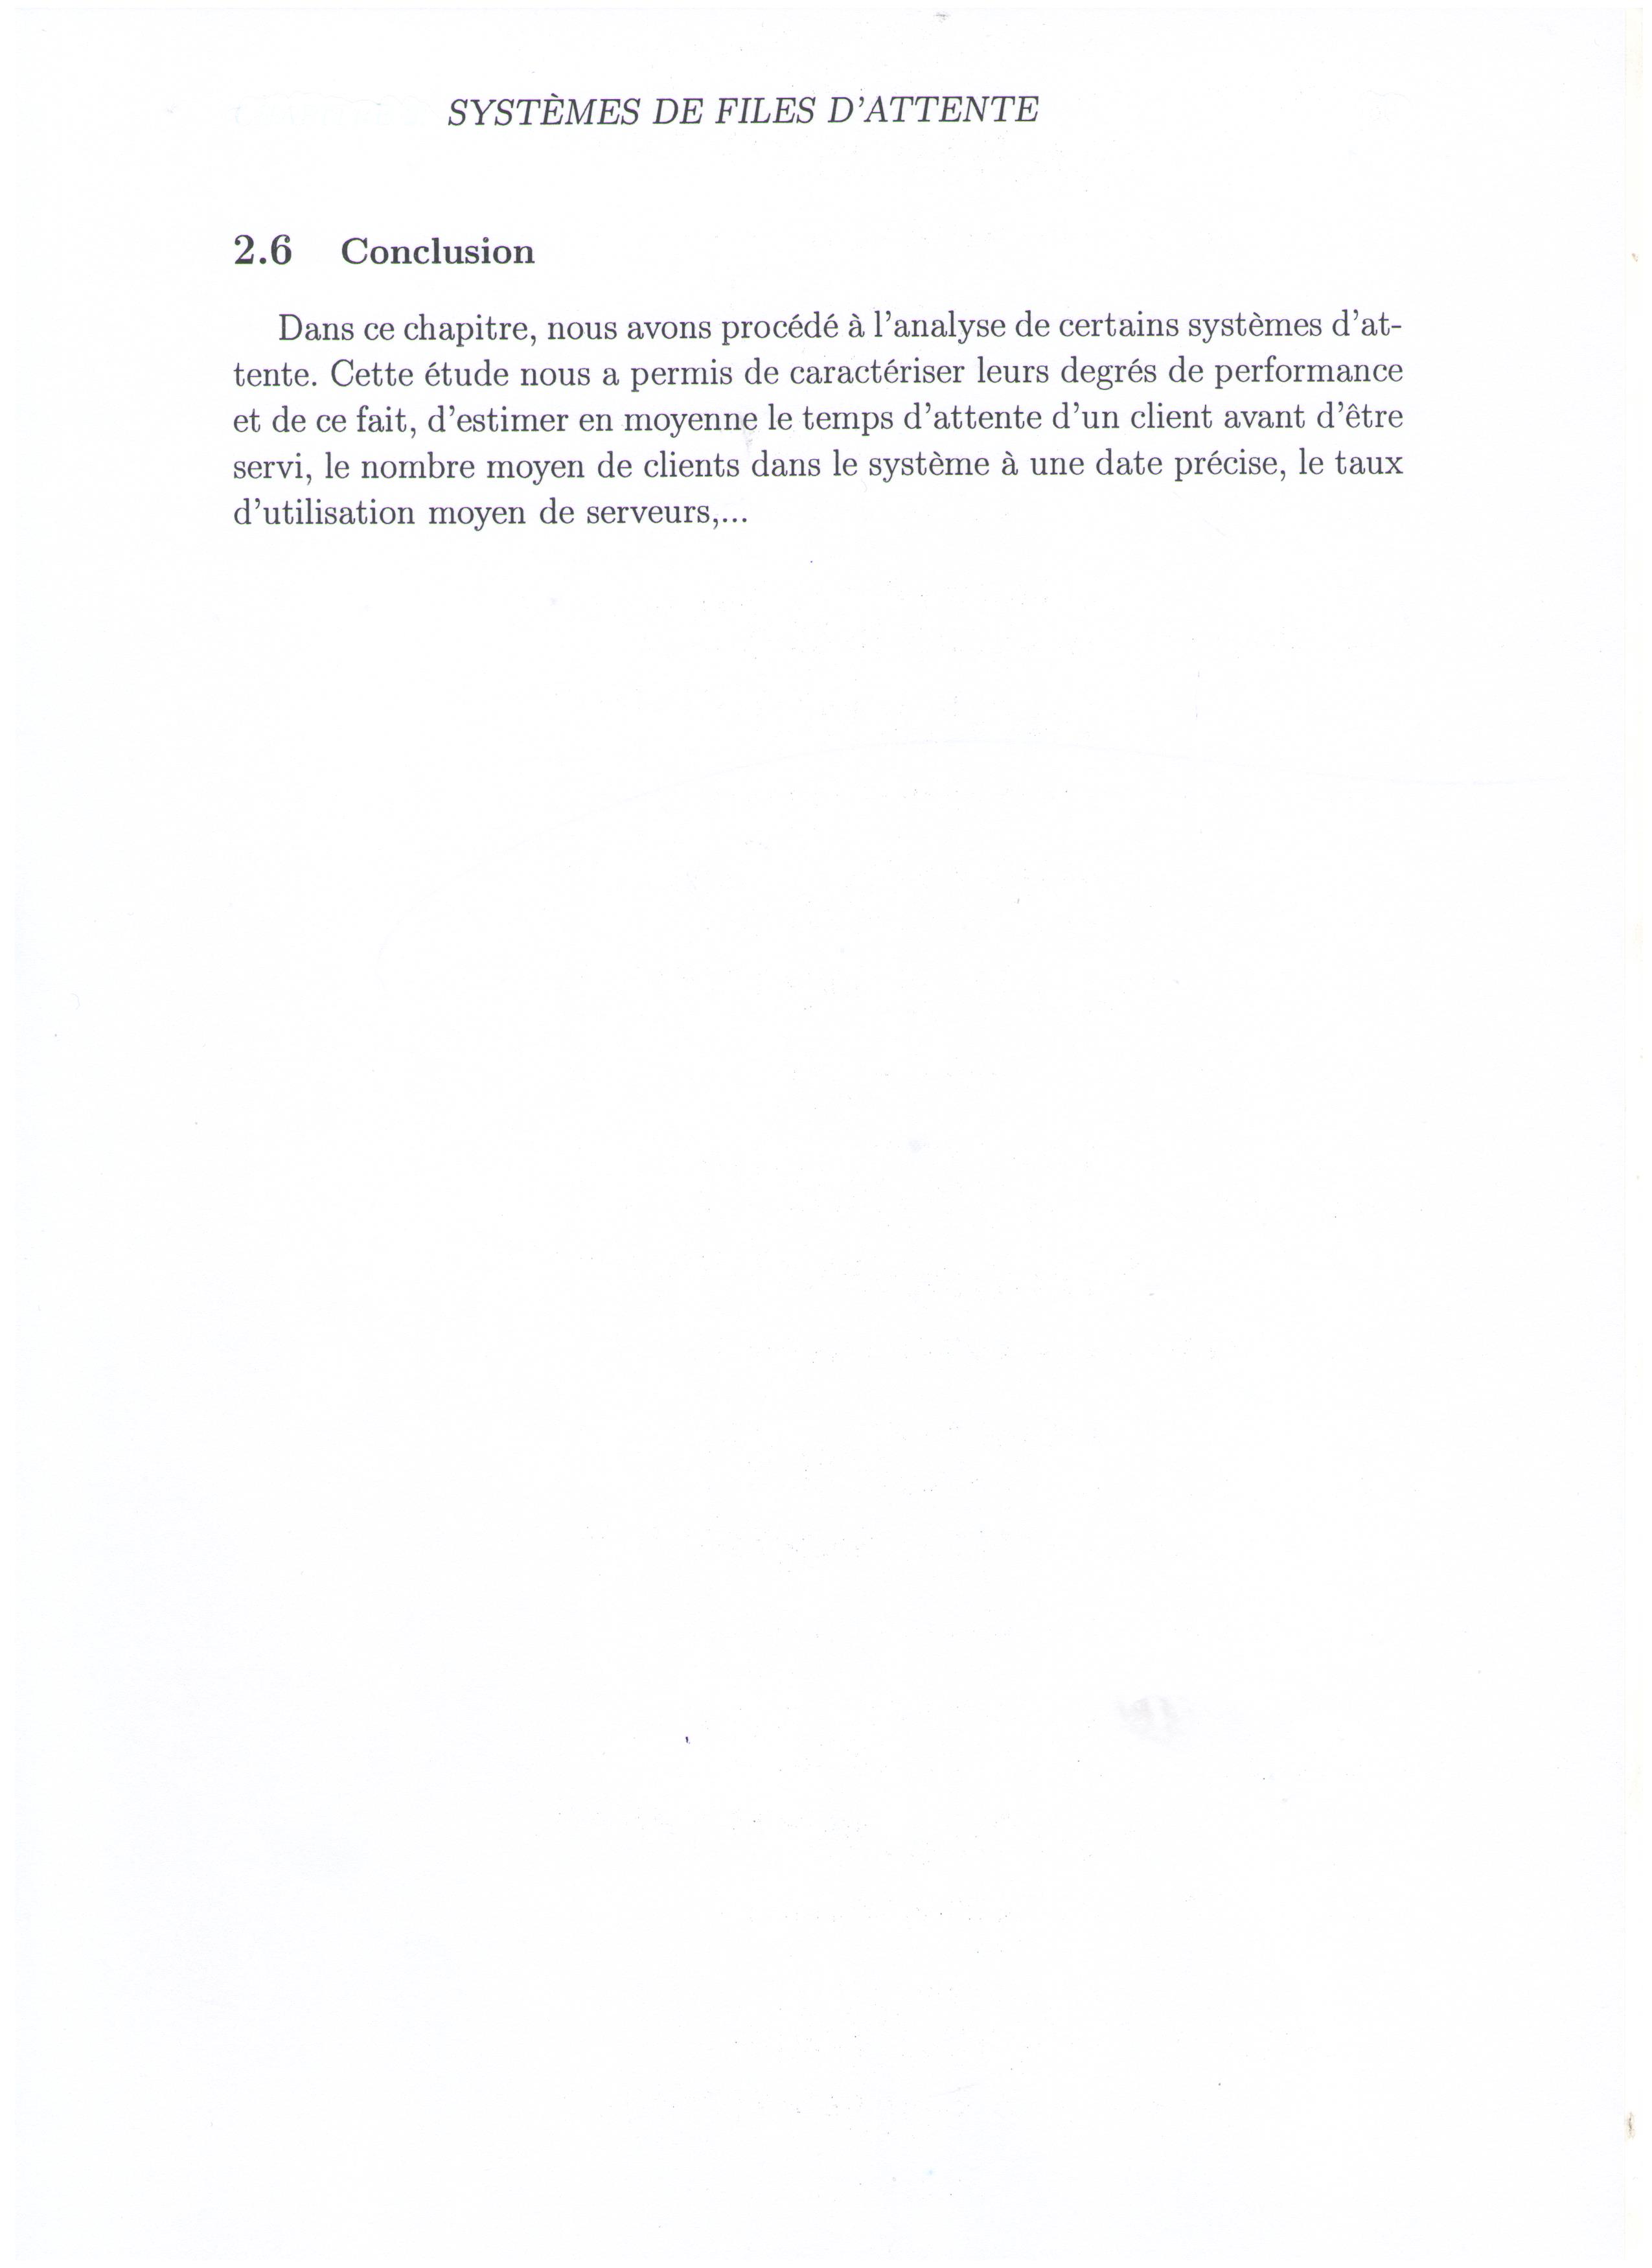 SYSTÈMES DE FILES D'ATTENTE
2.6 Conclusion
Dans ce chapitre, nous avons procédé à l'analyse de certains systèmes d'at-
tente. Cette étude nous a permis de caractériser leurs degrés de performance
et de ce fait, d'estimer en moyenne le temps d'attente d'un client avant d'être
servi, le nombre moyen de clients dans le système à une date précise, le taux
d'utilisation moyen de serveurs,...